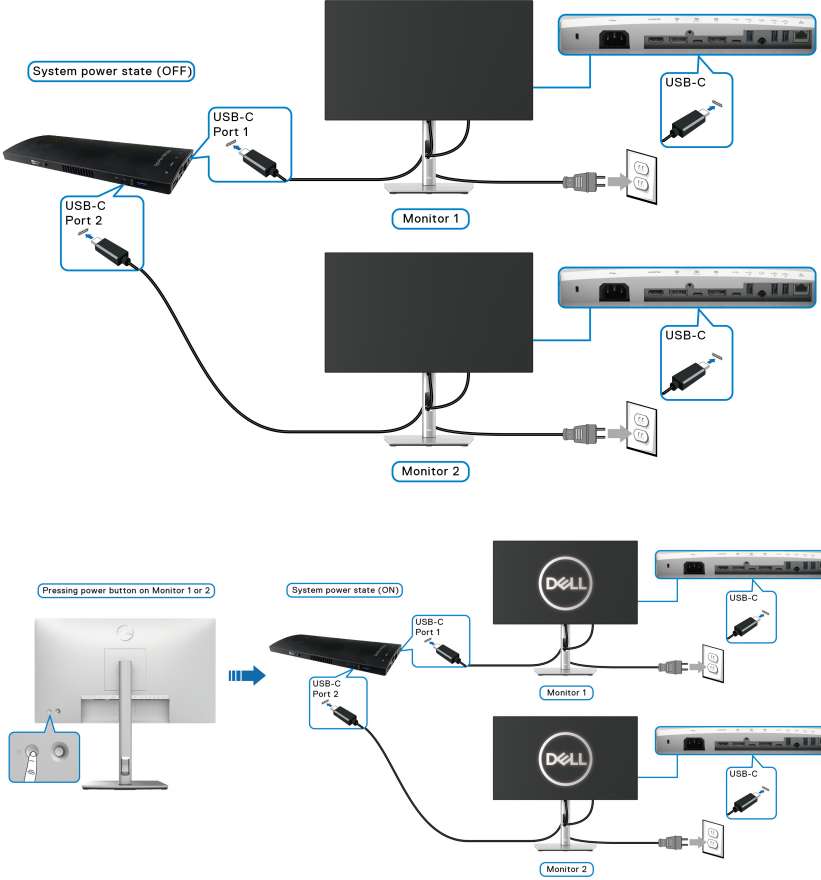 System power state (OFF)
USB-C
Port 1
USB-C
Monitor 1
USB-C
Port 2
USB-C
Monitor 2
Pressing power button on Monitor 1 or 2
System power state (ON)
DELL
USB-C
USB-C
Port 1
USB-C
Port 2
Monitor 1
DELL
USB-C
Monitor 2